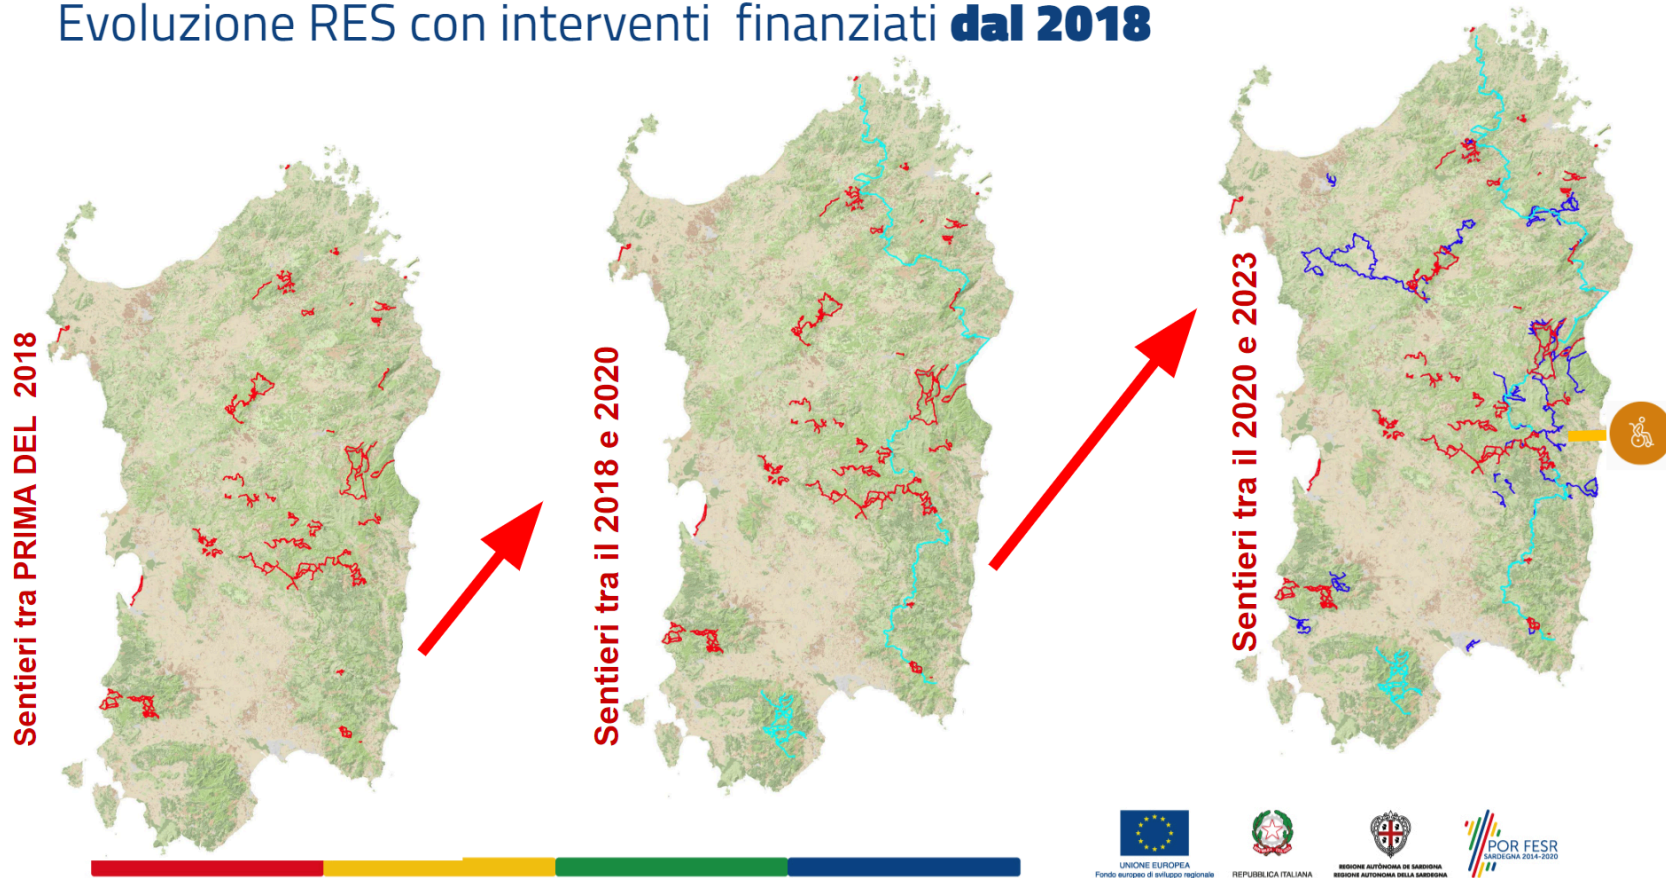 Evoluzione RES con interventi finanziati dal 2018
Sentieri tra PRIMA DEL 2018
Sentieri tra il 2018 e 2020
Sentieri tra il 2020 e 2023
UNIONE EUROPEA
Fondo europeo di sviluppo regionale
REPUBBLICA ITALIANA
REGIONE AUTÒNOMA DE SARDIGNA
REGIONE AUTONOMA DELLA SARDEGNA
POR FESR
SARDEGNA 2014-2020